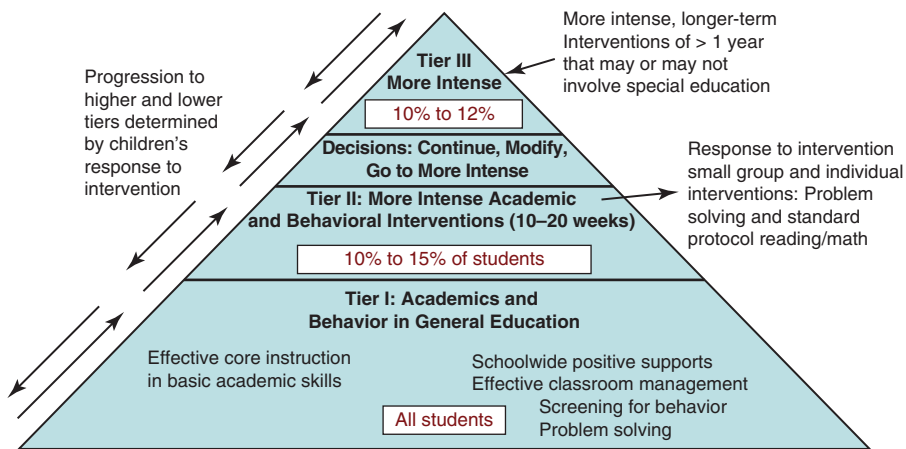 Progression to
higher and lower
tiers determined
by children's
response to
intervention
Tier III
More Intense
10% to 12%
More intense, longer-term
Interventions of > 1 year
that may or may not
involve special education
Decisions: Continue, Modify,
Go to More Intense
Tier II: More Intense Academic
and Behavioral Interventions (10–20 weeks)
10% to 15% of students
Response to intervention
small group and individual
interventions: Problem
solving and standard
protocol reading/math
Tier I: Academics and
Behavior in General Education
Effective core instruction
in basic academic skills
Schoolwide positive supports
Effective classroom management
Screening for behavior
Problem solving
All students